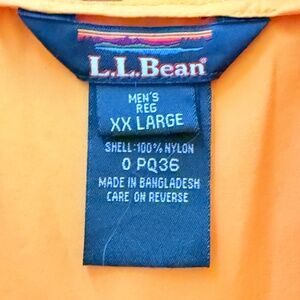 L.L.Bean®
MEN'S
REG
XX LARGE
SHELL: 100% NYLON
0 PQ36
MADE IN BANGLADESH
CARE ON REVERSE